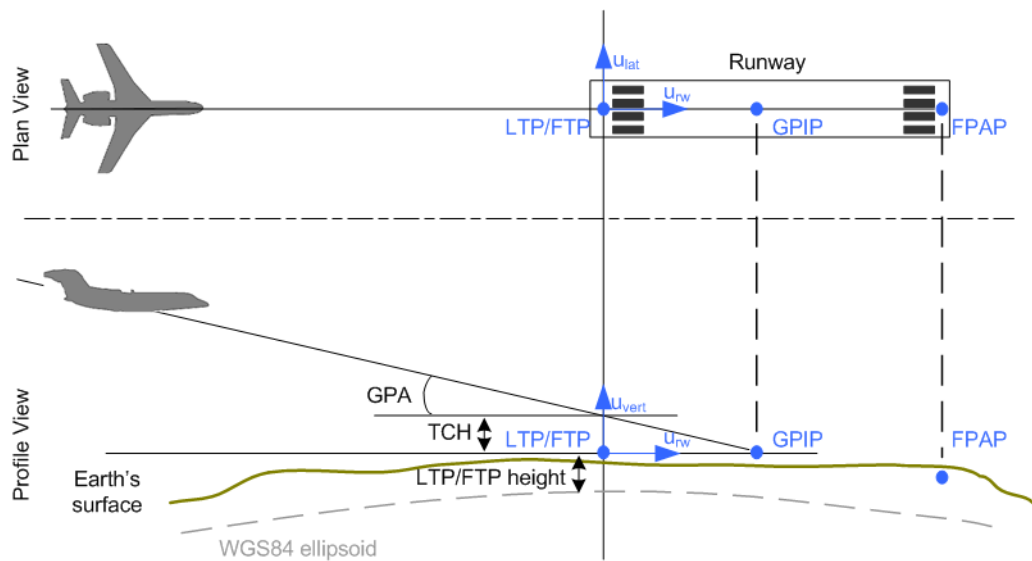 Plan View
u_lat
Runway
u_rw
LTP/FTP
GPIP
FPAP
Profile View
GPA
u_vert
TCH
LTP/FTP
u_rw
GPIP
FPAP
Earth's
surface
LTP/FTP height
WGS84 ellipsoid